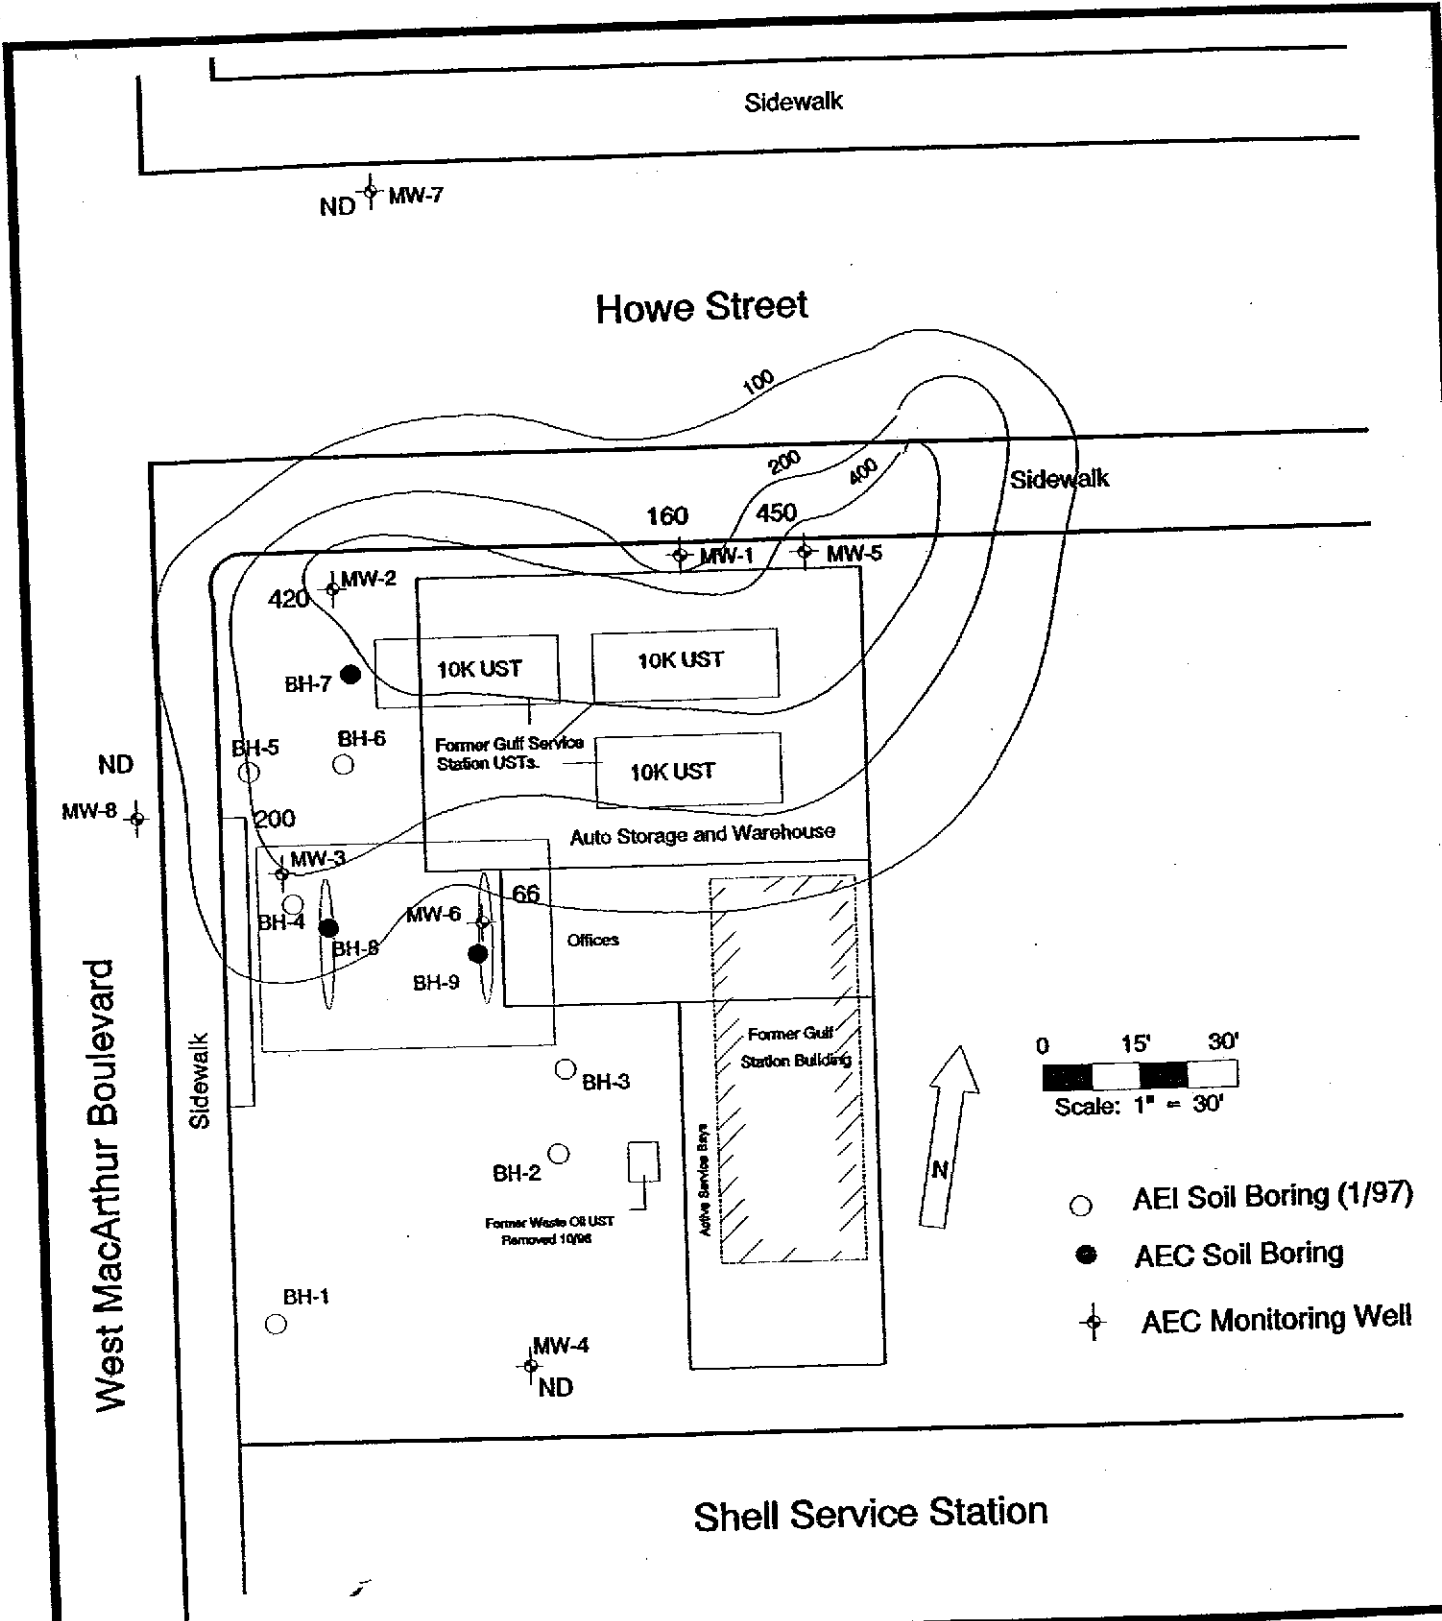 Sidewalk
ND
MW-7
Howe Street
100
200
400
Sidewalk
160
450
MW-1
MW-5
MW-2
420
BH-7
10K UST
10K UST
BH-5
BH-6
Former Gulf Service
Station USTs.
10K UST
ND
MW-8
200
Auto Storage and Warehouse
MW-3
66
BH-4
MW-6
BH-8
Offices
BH-9
West MacArthur Boulevard
Sidewalk
Former Gulf
Station Building
0 15' 30'
Scale: 1" = 30'
BH-3
BH-2
Active Service Bays
N
Former Waste Oil UST
Removed 10/96
AEI Soil Boring (1/97)
AEC Soil Boring
AEC Monitoring Well
BH-1
MW-4
ND
Shell Service Station